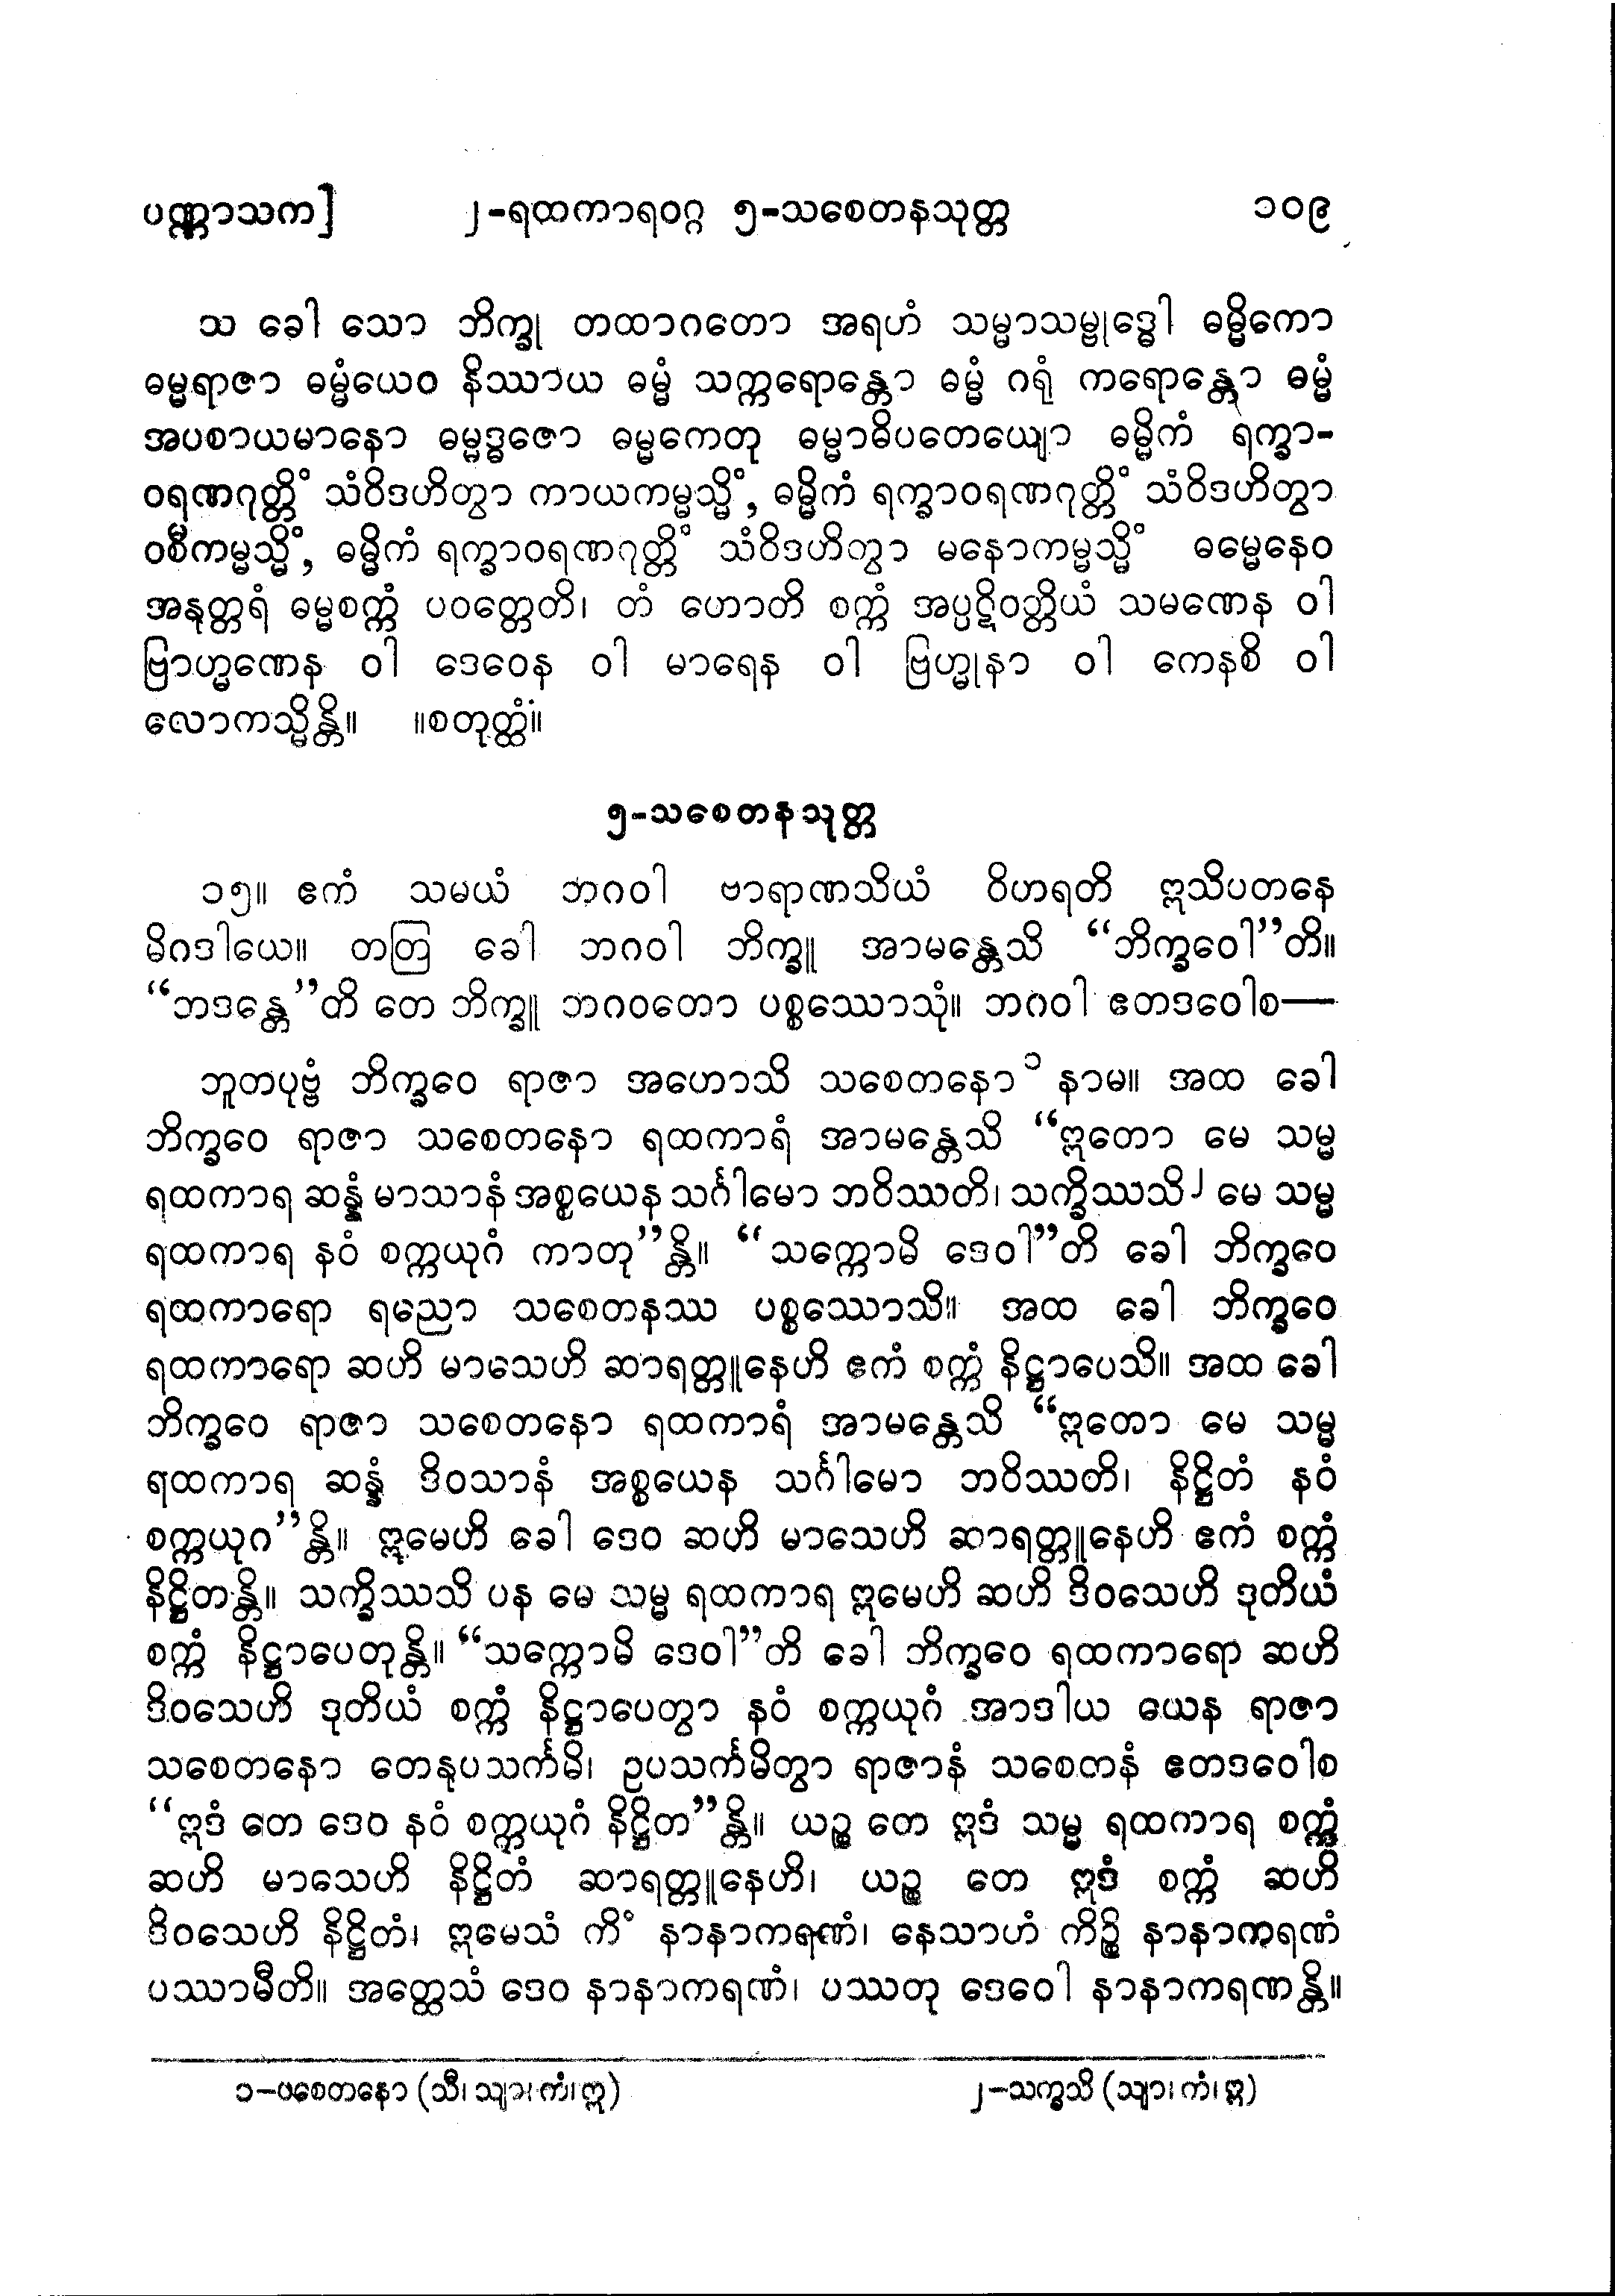 ပဏ္ဏာသက] ၂-ရထကာရဝဂ္ဂ ၅-သစေတနသုတ္တ ၁၀၉
သ ခေါ သော ဘိက္ခု တထာဂတော အရဟံ သမ္မာသမ္ဗုဒ္ဓေါ ဓမ္မိကော
ဓမ္မရာဇာ ဓမ္မံယေဝ နိဿာယ ဓမ္မံ သက္ကရောန္တော ဓမ္မံ ဂရုံ ကရောန္တော ဓမ္မံ
အပစာယမာနော ဓမ္မဒ္ဓဇော ဓမ္မကေတု ဓမ္မာဓိပတေယျော ဓမ္မိကံ ရက္ခာ-
ဝရဏဂုတ္တိံ သံဝိဒဟိတွာ ကာယကမ္မသ္မိံ, ဓမ္မိကံ ရက္ခာဝရဏဂုတ္တိံ သံဝိဒဟိတွာ
ဝစီကမ္မသ္မိံ, ဓမ္မိကံ ရက္ခာဝရဏဂုတ္တိံ သံဝိဒဟိတွာ မနောကမ္မသ္မိံ ဓမ္မေနေဝ
အနုတ္တရံ ဓမ္မစက္ကံ ပဝတ္တေတိ၊ တံ ဟောတိ စက္ကံ အပ္ပဋိဝတ္တိယံ သမဏေန ဝါ
ဗြာဟ္မဏေန ဝါ ဒေဝေန ဝါ မာရေန ဝါ ဗြဟ္မုနာ ဝါ ကေနစိ ဝါ
လောကသ္မိန္တိ။ ။စတုတ္ထံ။
၅-သစေတနသုတ္တ
၁၅။ ဧကံ သမယံ ဘဂဝါ ဗာရာဏသိယံ ဝိဟရတိ ဣသိပတနေ
မိဂဒါယေ။ တတြ ခေါ ဘဂဝါ ဘိက္ခူ အာမန္တေသိ “ဘိက္ခဝေါ”တိ။
“ဘဒန္တေ”တိ တေ ဘိက္ခူ ဘဂဝတော ပစ္စဿောသုံ။ ဘဂဝါ ဧတဒဝေါစ—
ဘူတပုဗ္ဗံ ဘိက္ခဝေ ရာဇာ အဟောသိ သစေတနော ၁ နာမ။ အထ ခေါ
ဘိက္ခဝေ ရာဇာ သစေတနော ရထကာရံ အာမန္တေသိ “ဣတော မေ သမ္မ
ရထကာရ ဆန္နံ မာသာနံ အစ္စယေန သင်္ဂါမော ဘဝိဿတိ၊ သက္ခိဿသိ ၂ မေ သမ္မ
ရထကာရ နဝံ စက္ကယုဂံ ကာတု”န္တိ။ “သက္ကောမိ ဒေဝါ”တိ ခေါ ဘိက္ခဝေ
ရထကာရော ရညော သစေတနဿ ပစ္စဿောသိ။ အထ ခေါ ဘိက္ခဝေ
ရထကာရော ဆဟိ မာသေဟိ ဆာရတ္တူနေဟိ ဧကံ စက္ကံ နိဋ္ဌာပေသိ။ အထ ခေါ
ဘိက္ခဝေ ရာဇာ သစေတနော ရထကာရံ အာမန္တေသိ “ဣတော မေ သမ္မ
ရထကာရ ဆန္နံ ဒိဝသာနံ အစ္စယေန သင်္ဂါမော ဘဝိဿတိ၊ နိဋ္ဌိတံ နဝံ
စက္ကယုဂ”န္တိ။ ဣမေဟိ ခေါ ဒေဝ ဆဟိ မာသေဟိ ဆာရတ္တူနေဟိ ဧကံ စက္ကံ
နိဋ္ဌိတန္တိ။ သက္ခိဿသိ ပန မေ သမ္မ ရထကာရ ဣမေဟိ ဆဟိ ဒိဝသေဟိ ဒုတိယံ
စက္ကံ နိဋ္ဌာပေတုန္တိ။ “သက္ကောမိ ဒေဝါ”တိ ခေါ ဘိက္ခဝေ ရထကာရော ဆဟိ
ဒိဝသေဟိ ဒုတိယံ စက္ကံ နိဋ္ဌာပေတွာ နဝံ စက္ကယုဂံ အာဒါယ ယေန ရာဇာ
သစေတနော တေနုပသင်္ကမိ၊ ဥပသင်္ကမိတွာ ရာဇာနံ သစေတနံ ဧတဒဝေါစ
“ဣဒံ တေ ဒေဝ နဝံ စက္ကယုဂံ နိဋ္ဌိတ”န္တိ။ ယဉ္စ တေ ဣဒံ သမ္မ ရထကာရ စက္ကံ
ဆဟိ မာသေဟိ နိဋ္ဌိတံ ဆာရတ္တူနေဟိ၊ ယဉ္စ တေ ဣဒံ စက္ကံ ဆဟိ
ဒိဝသေဟိ နိဋ္ဌိတံ၊ ဣမေသံ ကိံ နာနာကရဏံ၊ နေသာဟံ ကိဉ္စိ နာနာကရဏံ
ပဿာမီတိ။ အတ္ထေသံ ဒေဝ နာနာကရဏံ၊ ပဿတု ဒေဝေါ နာနာကရဏန္တိ။
၁-ပစေတနော (သီ၊ သျာ၊ ကံ၊ ဣ) ၂-သက္ခသိ (သျာ၊ ကံ၊ ဣ)